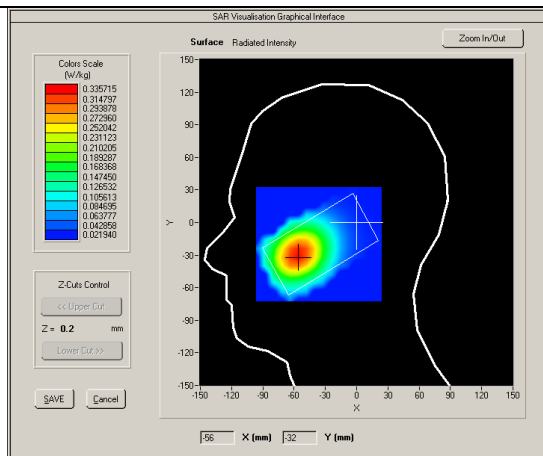 SAR Visualisation Graphical Interface
Surface Radiated Intensity
Zoom In/Out
Colors Scale
(W/kg)
0.335715
0.314797
0.293878
0.272960
0.252042
0.231123
0.210205
0.189287
0.168368
0.147450
0.126532
0.105613
0.084695
0.063777
0.042858
0.021940
Z-Cuts Control
<< Upper Cut
Z = 0.2 mm
Lower Cut >>
SAVE Cancel
150-
120-
90-
60-
30-
0-
-30-
-60-
-90-
-120-
-150-
Y
-150 -120 -90 -60 -30 0 30 60 90 120 150
X
-56 X (mm) -32 Y (mm)